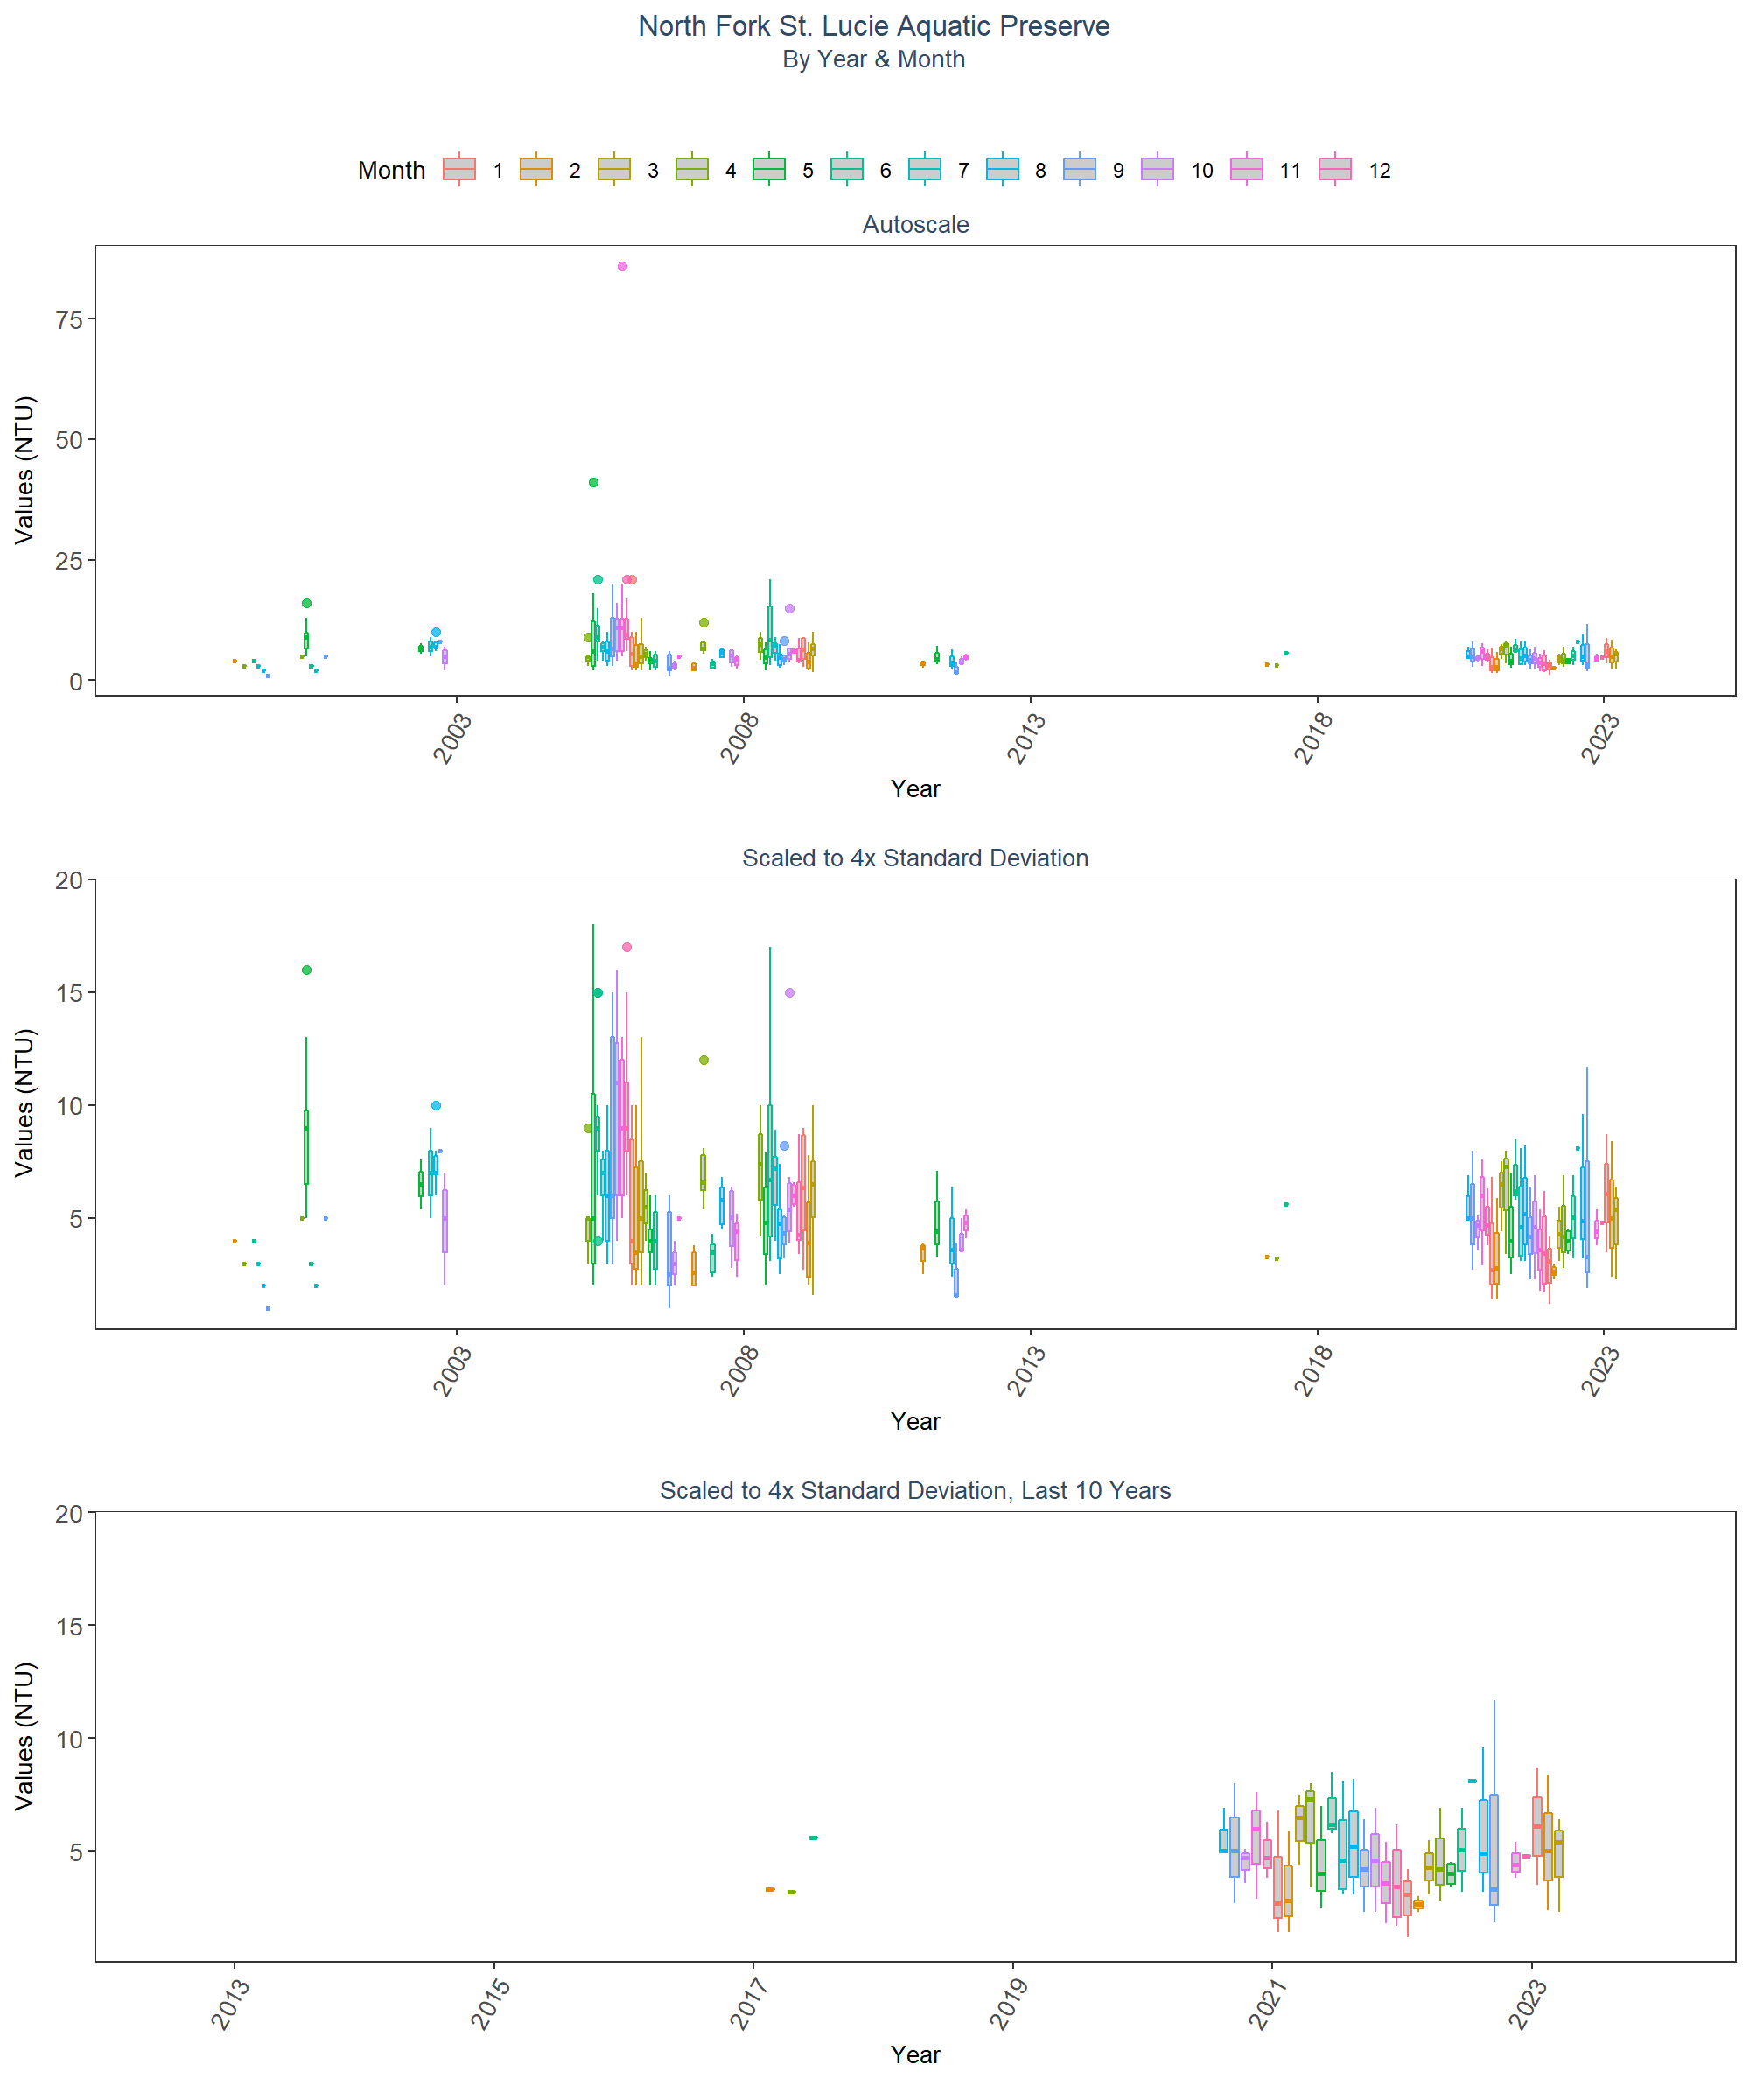 North Fork St. Lucie Aquatic Preserve
By Year & Month
Month 1 2 3 4 5 6 7 8 9 10 11 12
Autoscale
Values (NTU)
75
50
25
0
2003 2008 2013 2018 2023
Year
Scaled to 4x Standard Deviation
Values (NTU)
20
15
10
5
2003 2008 2013 2018 2023
Year
Scaled to 4x Standard Deviation, Last 10 Years
Values (NTU)
20
15
10
5
2013 2015 2017 2019 2021 2023
Year